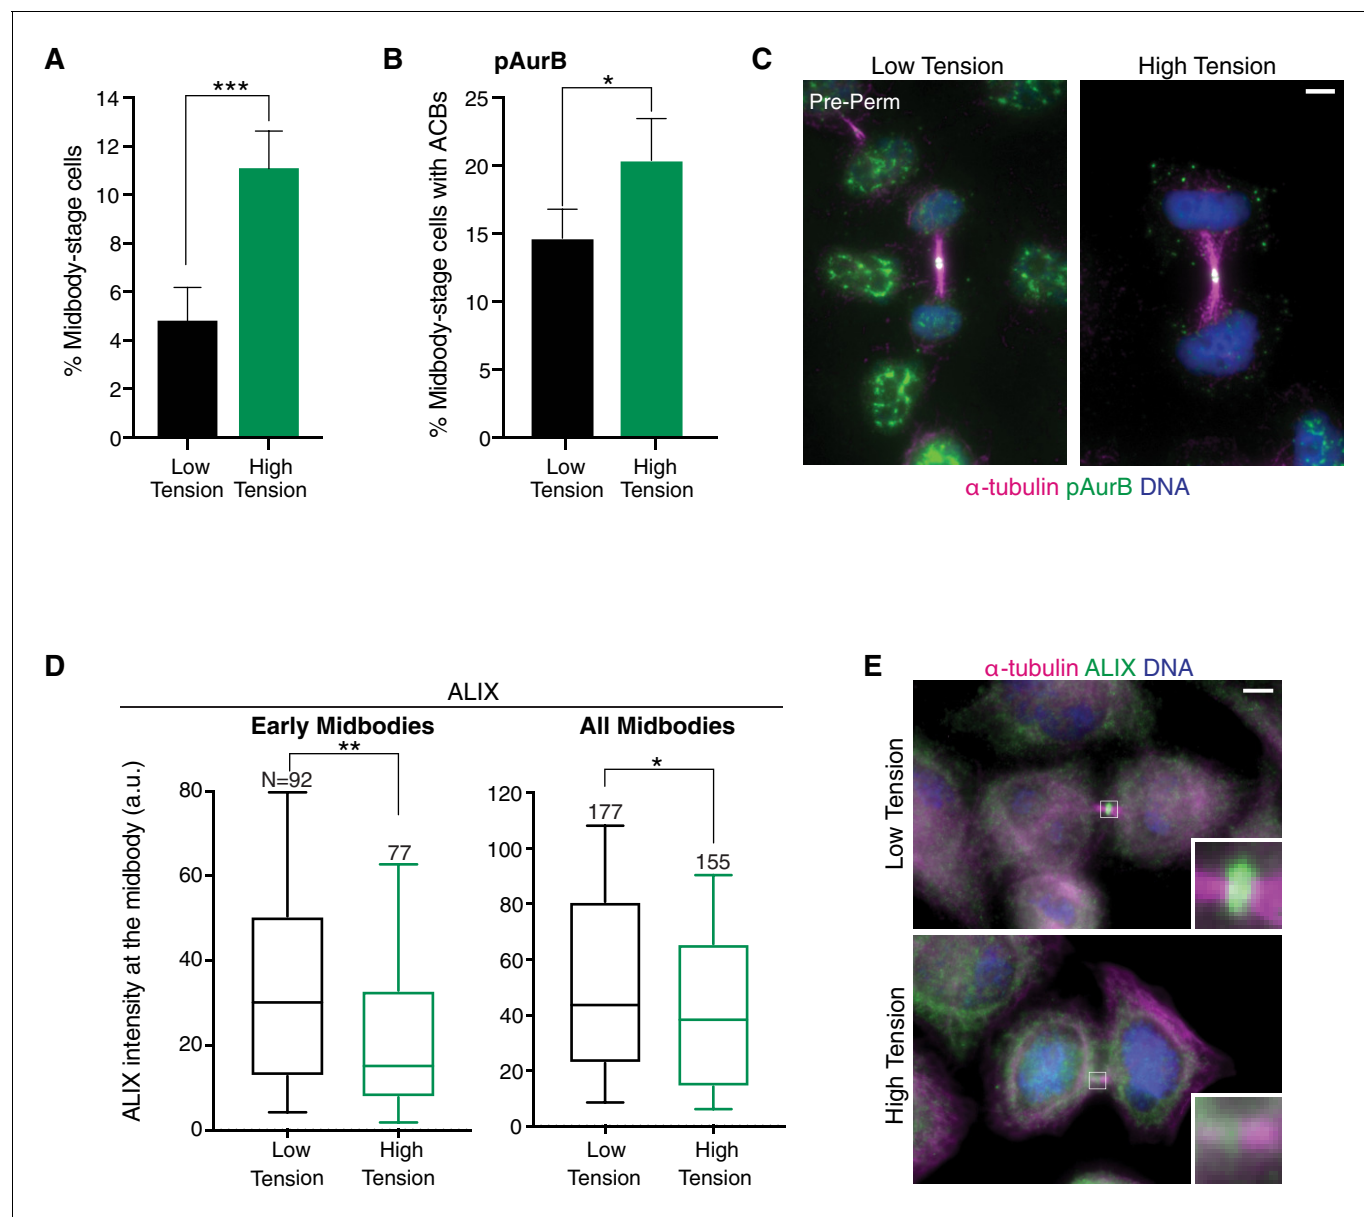 A
***
14
12
10
8
6
4
2
0
% Midbody-stage cells
Low
Tension
High
Tension
B
pAurB
*
25
20
15
10
5
0
% Midbody-stage cells with ACBs
Low
Tension
High
Tension
C
Low Tension
High Tension
Pre-Perm
α-tubulin pAurB DNA
D
ALIX
Early Midbodies
**
N=92
77
80
60
40
20
0
ALIX intensity at the midbody (a.u.)
Low
Tension
High
Tension
All Midbodies
*
177
155
120
100
80
60
40
20
0
Low
Tension
High
Tension
E
α-tubulin ALIX DNA
Low Tension
High Tension